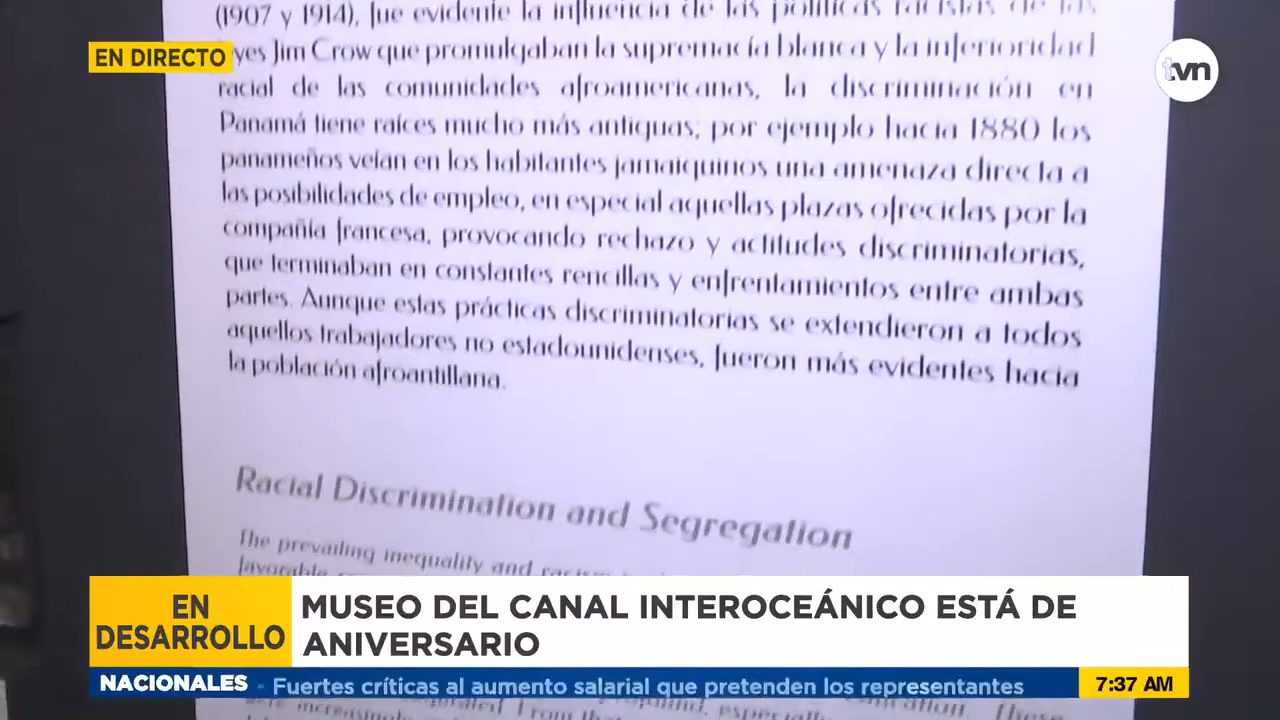 (1907 y 1914), fue evidente la influencia de las políticas racistas de las
EN DIRECTO
yes Jim Crow que promulgaban la supremacía blanca y la inferioridad
tvn
racial de las comunidades afroamericanas, la discriminación en
Panamá tiene raíces mucho más antiguas; por ejemplo hacia 1880 los
panameños veían en los habitantes jamaiquinos una amenaza directa a
las posibilidades de empleo, en especial aquellas plazas ofrecidas por la
compañía francesa, provocando rechazo y actitudes discriminatorias,
que terminaban en constantes rencillas y enfrentamientos entre ambas
partes. Aunque estas prácticas discriminatorias se extendieron a todos
aquellos trabajadores no estadounidenses, fueron más evidentes hacia
la población afroantillana.
Racial Discrimination and Segregation
The prevailing inequality and
favorable
EN
DESARROLLO
MUSEO DEL CANAL INTEROCEÁNICO ESTÁ DE
ANIVERSARIO
NACIONALES - Fuertes críticas al aumento salarial que pretenden los representantes
7:37 AM